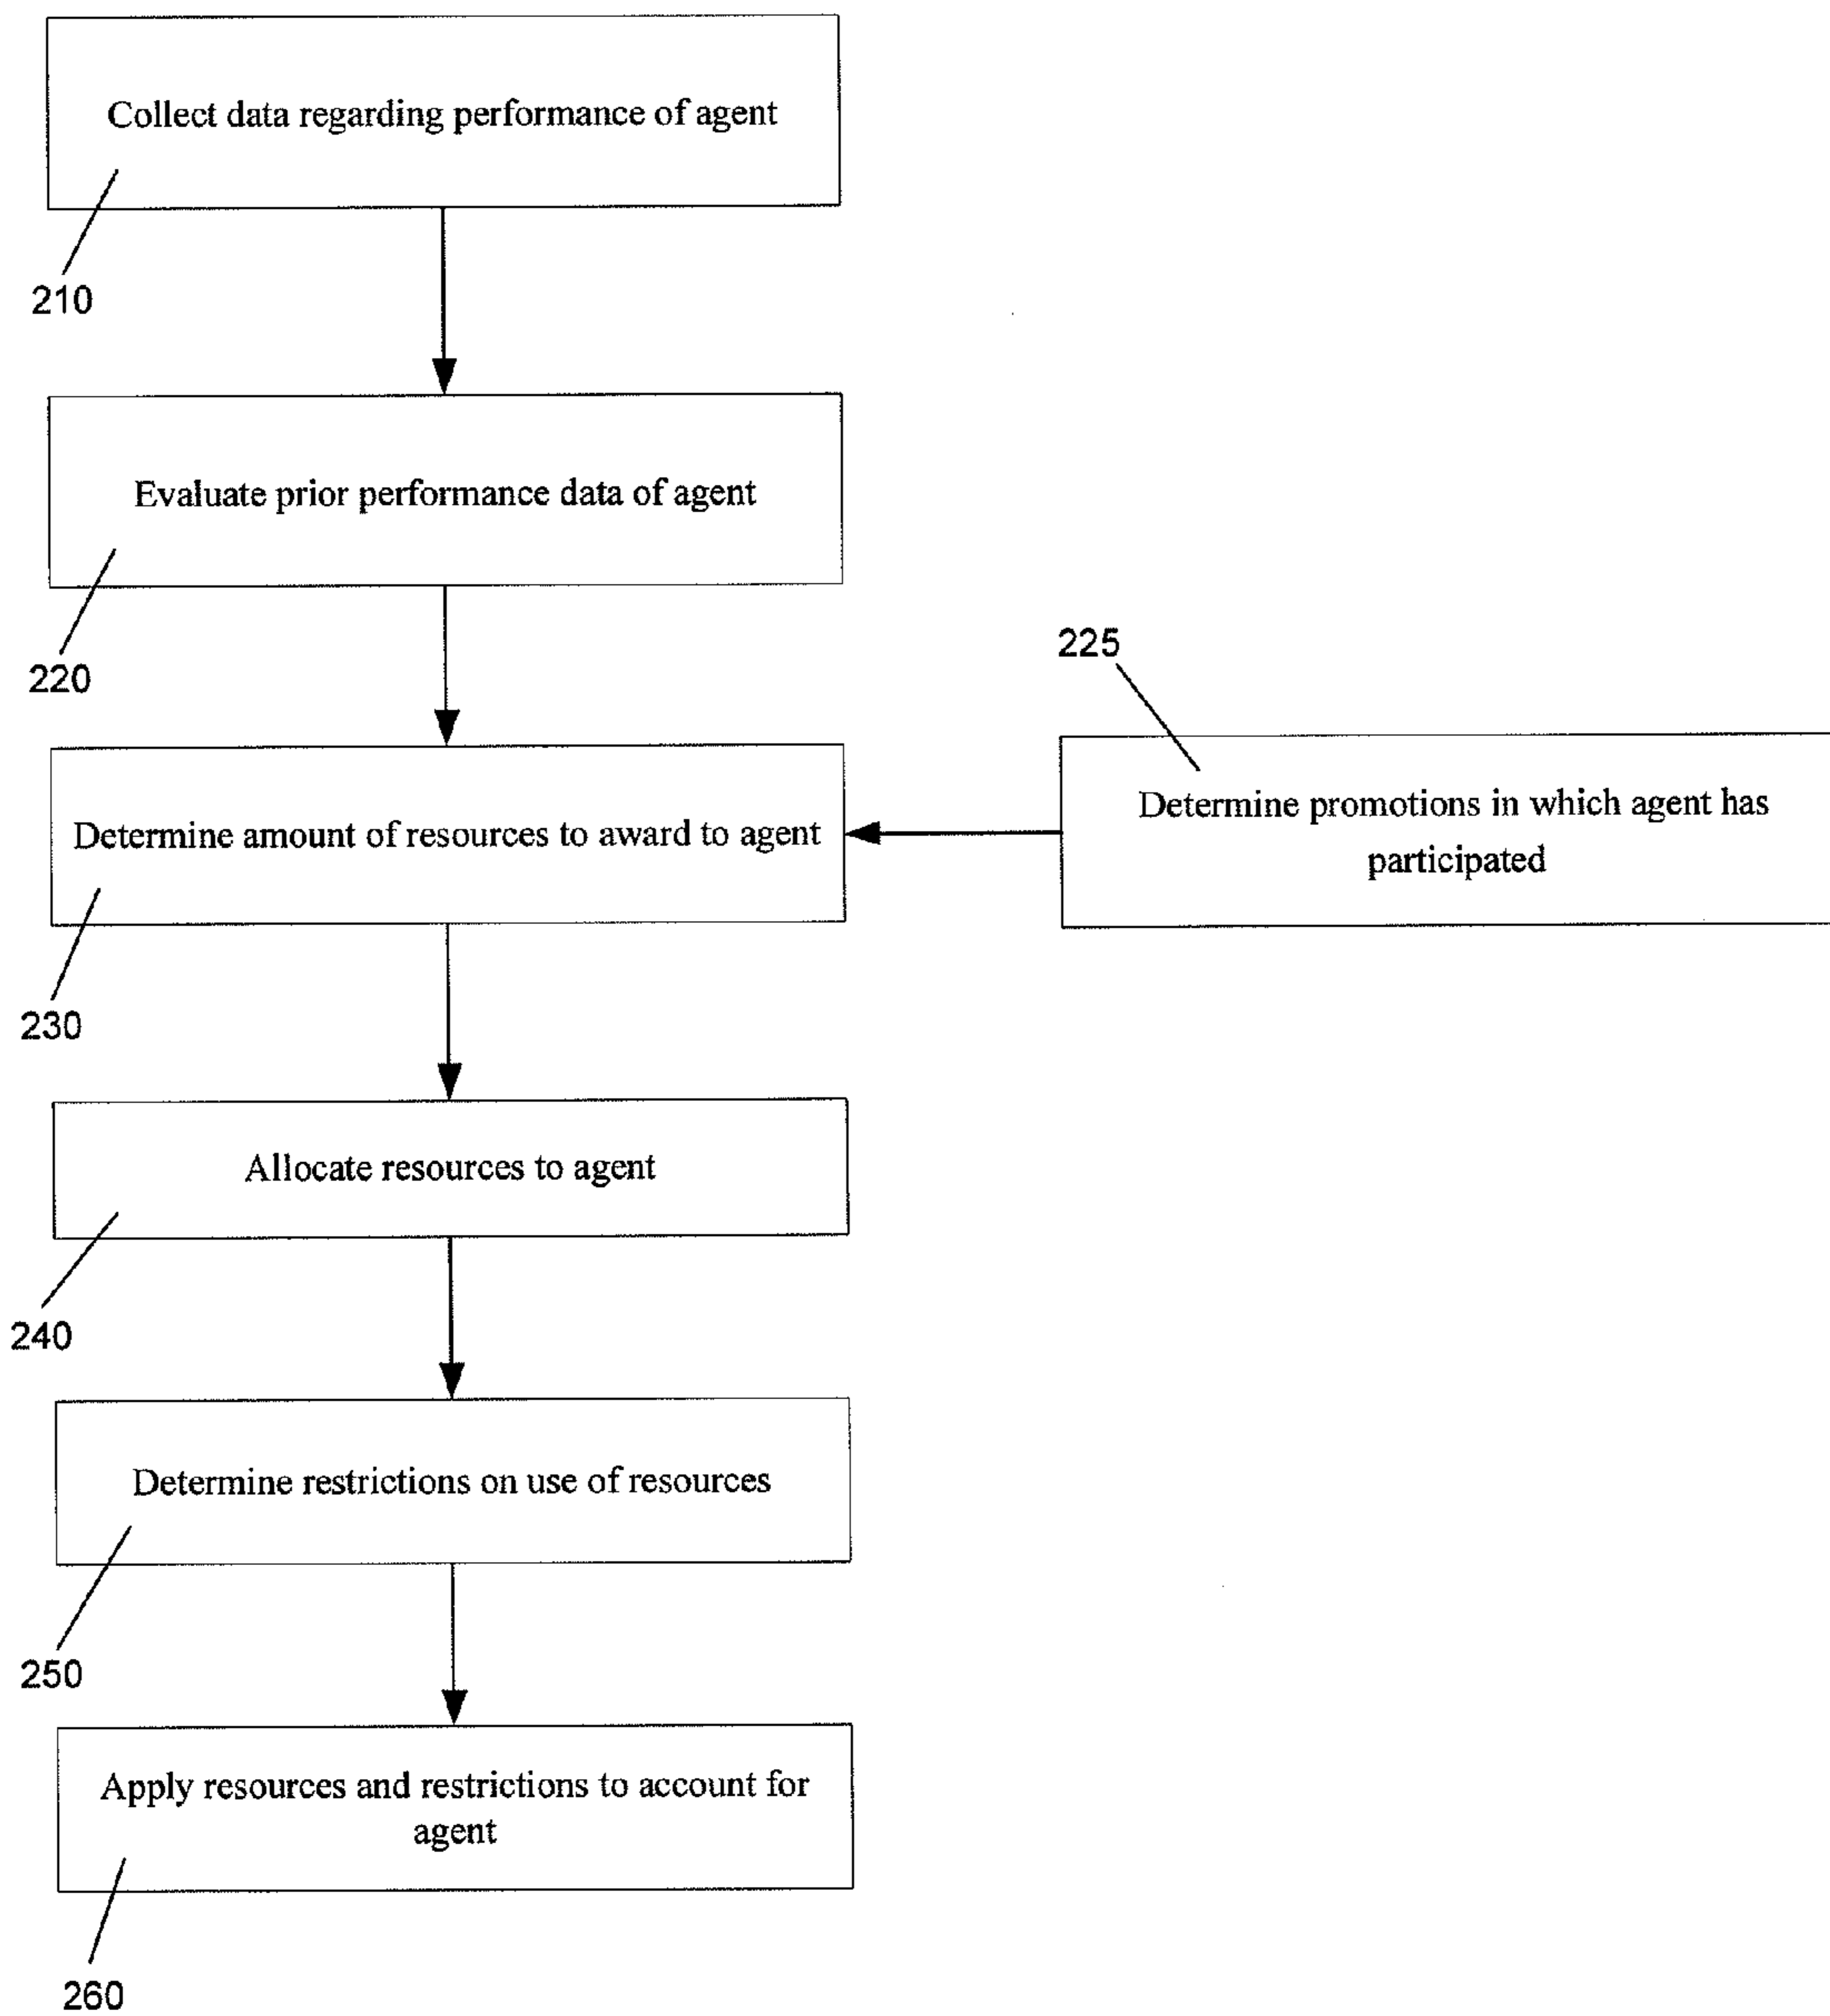 Collect data regarding performance of agent
210
Evaluate prior performance data of agent
220
225
Determine amount of resources to award to agent
Determine promotions in which agent has
participated
230
Allocate resources to agent
240
Determine restrictions on use of resources
250
Apply resources and restrictions to account for
agent
260